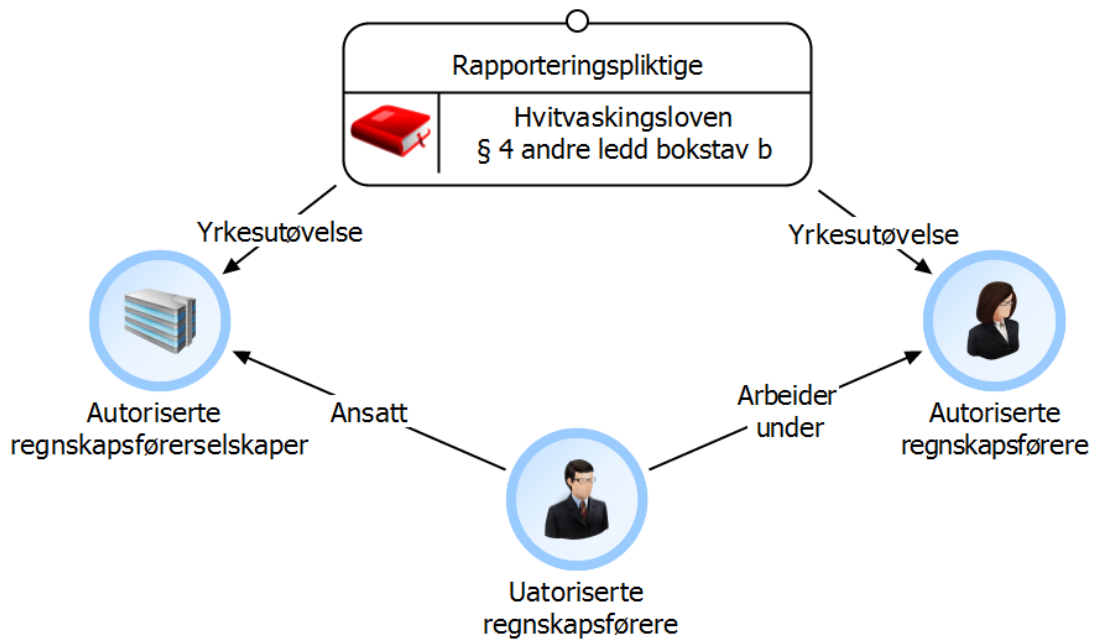 Rapporteringspliktige
Hvitvaskingsloven
§ 4 andre ledd bokstav b
Yrkesutøvelse
Yrkesutøvelse
Autoriserte
regnskapsførerselskaper
Ansatt
Arbeider
under
Autoriserte
regnskapsførere
Uatoriserte
regnskapsførere